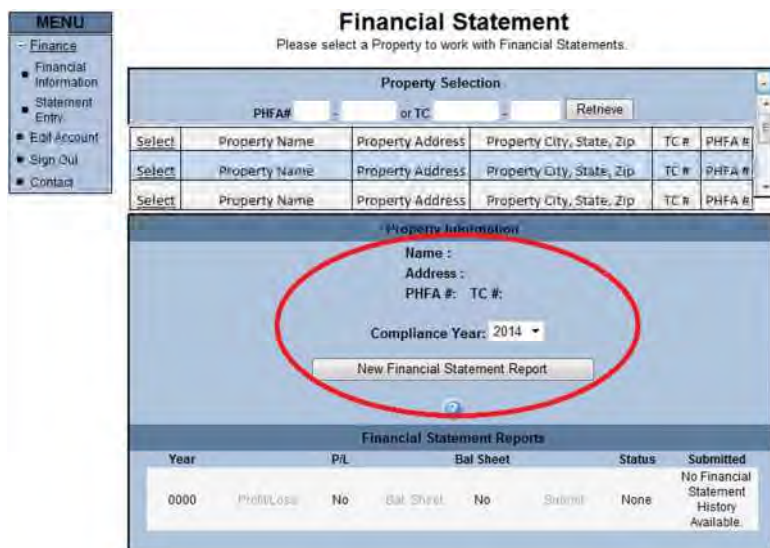 MENU
- Finance
Financial
Information
Statement
Entry
Edit Account
Sign Out
Contact
Financial Statement
Please select a Property to work with Financial Statements.
Property Selection
PHFA# - or TC - Retrieve
Select Property Name Property Address Property City, State, Zip TC # PHFA #
Select Property Name Property Address Property City, State, Zip TC # PHFA #
Select Property Name Property Address Property City, State, Zip TC # PHFA #
Property Information
Name :
Address :
PHFA #: TC #:
Compliance Year: 2014
New Financial Statement Report
?
Financial Statement Reports
Year P/L Bal Sheet Status Submitted
0000 Profit/Loss No Bal. Sheet No Submit None No Financial
Statement
History
Available.